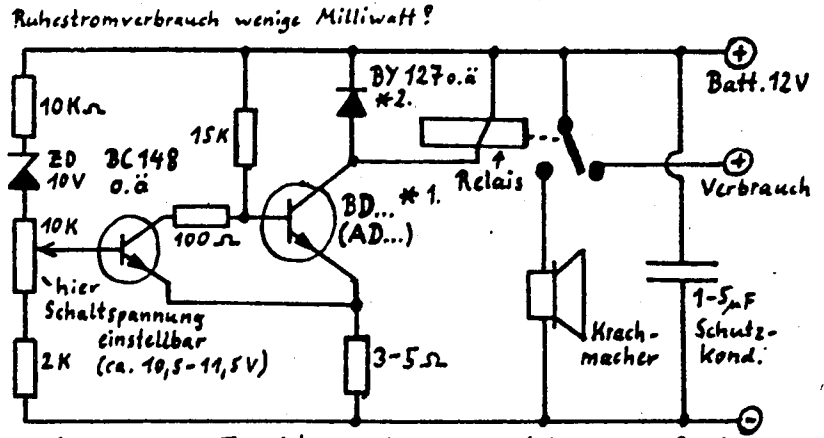 Ruhestromverbrauch wenige Milliwatt!
+
Batt. 12V
10KΩ
ZD
10V
BC 148
o.ä
15K
BY 127 o.ä
*2.
Relais
+
Verbrauch
10K
100Ω
BD... *1.
(AD...)
hier
Schaltspannung
einstellbar
(ca. 10,5-11,5V)
2K
3-5Ω
Krach-
macher
1-5µF
Schutz-
kond.
-